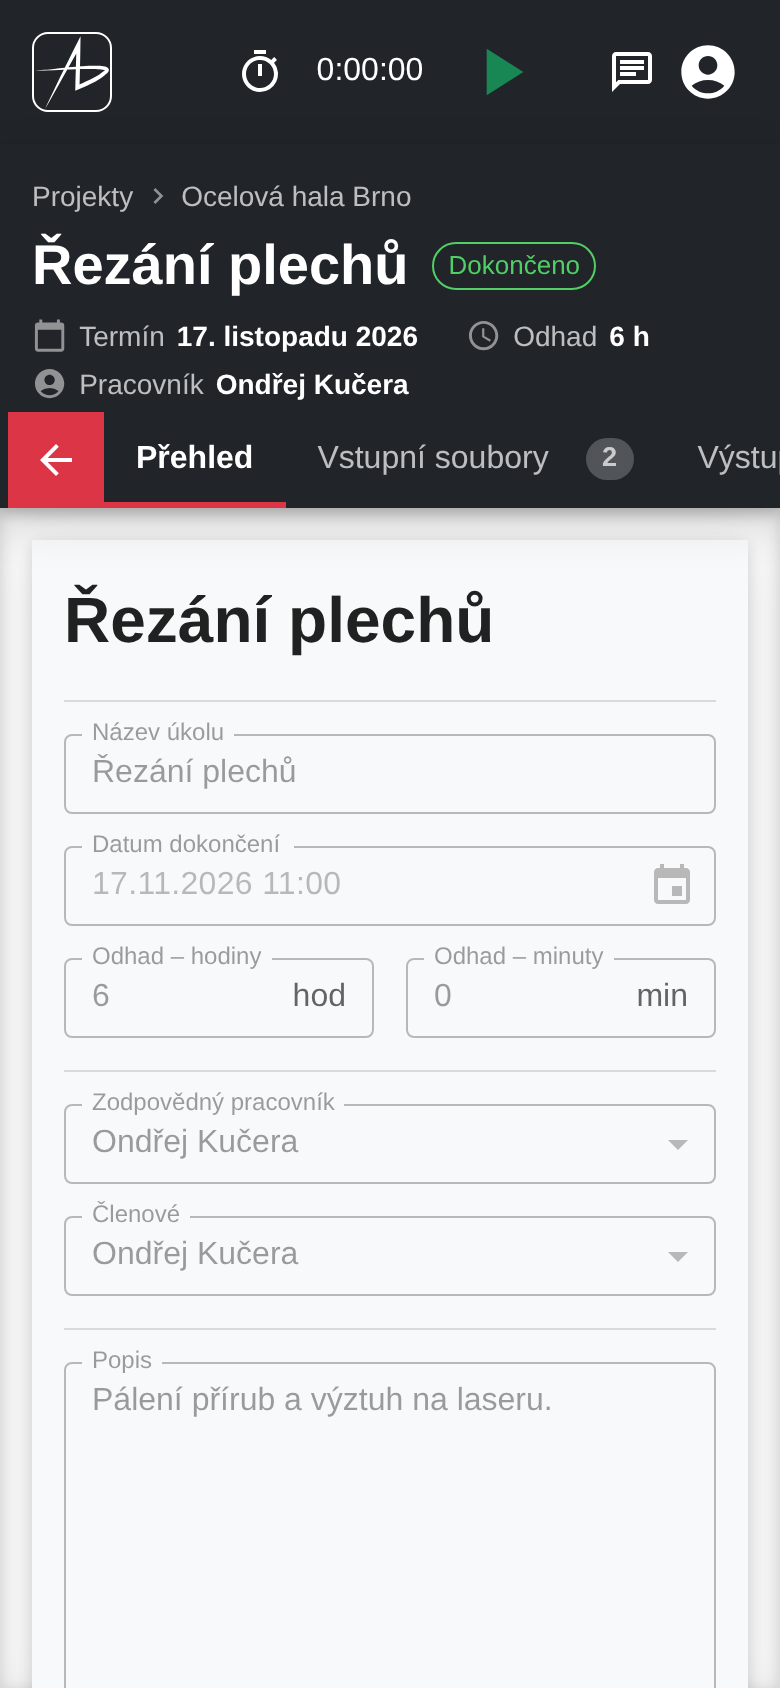 0:00:00
Projekty > Ocelová hala Brno
Řezání plechů Dokončeno
Termín 17. listopadu 2026 Odhad 6 h
Pracovník Ondřej Kučera
Přehled Vstupní soubory 2
Řezání plechů
Název úkolu
Řezání plechů
Datum dokončení
17.11.2026 11:00
Odhad – hodiny Odhad – minuty
6 hod 0 min
Zodpovědný pracovník
Ondřej Kučera
Členové
Ondřej Kučera
Popis
Pálení přírub a výztuh na laseru.